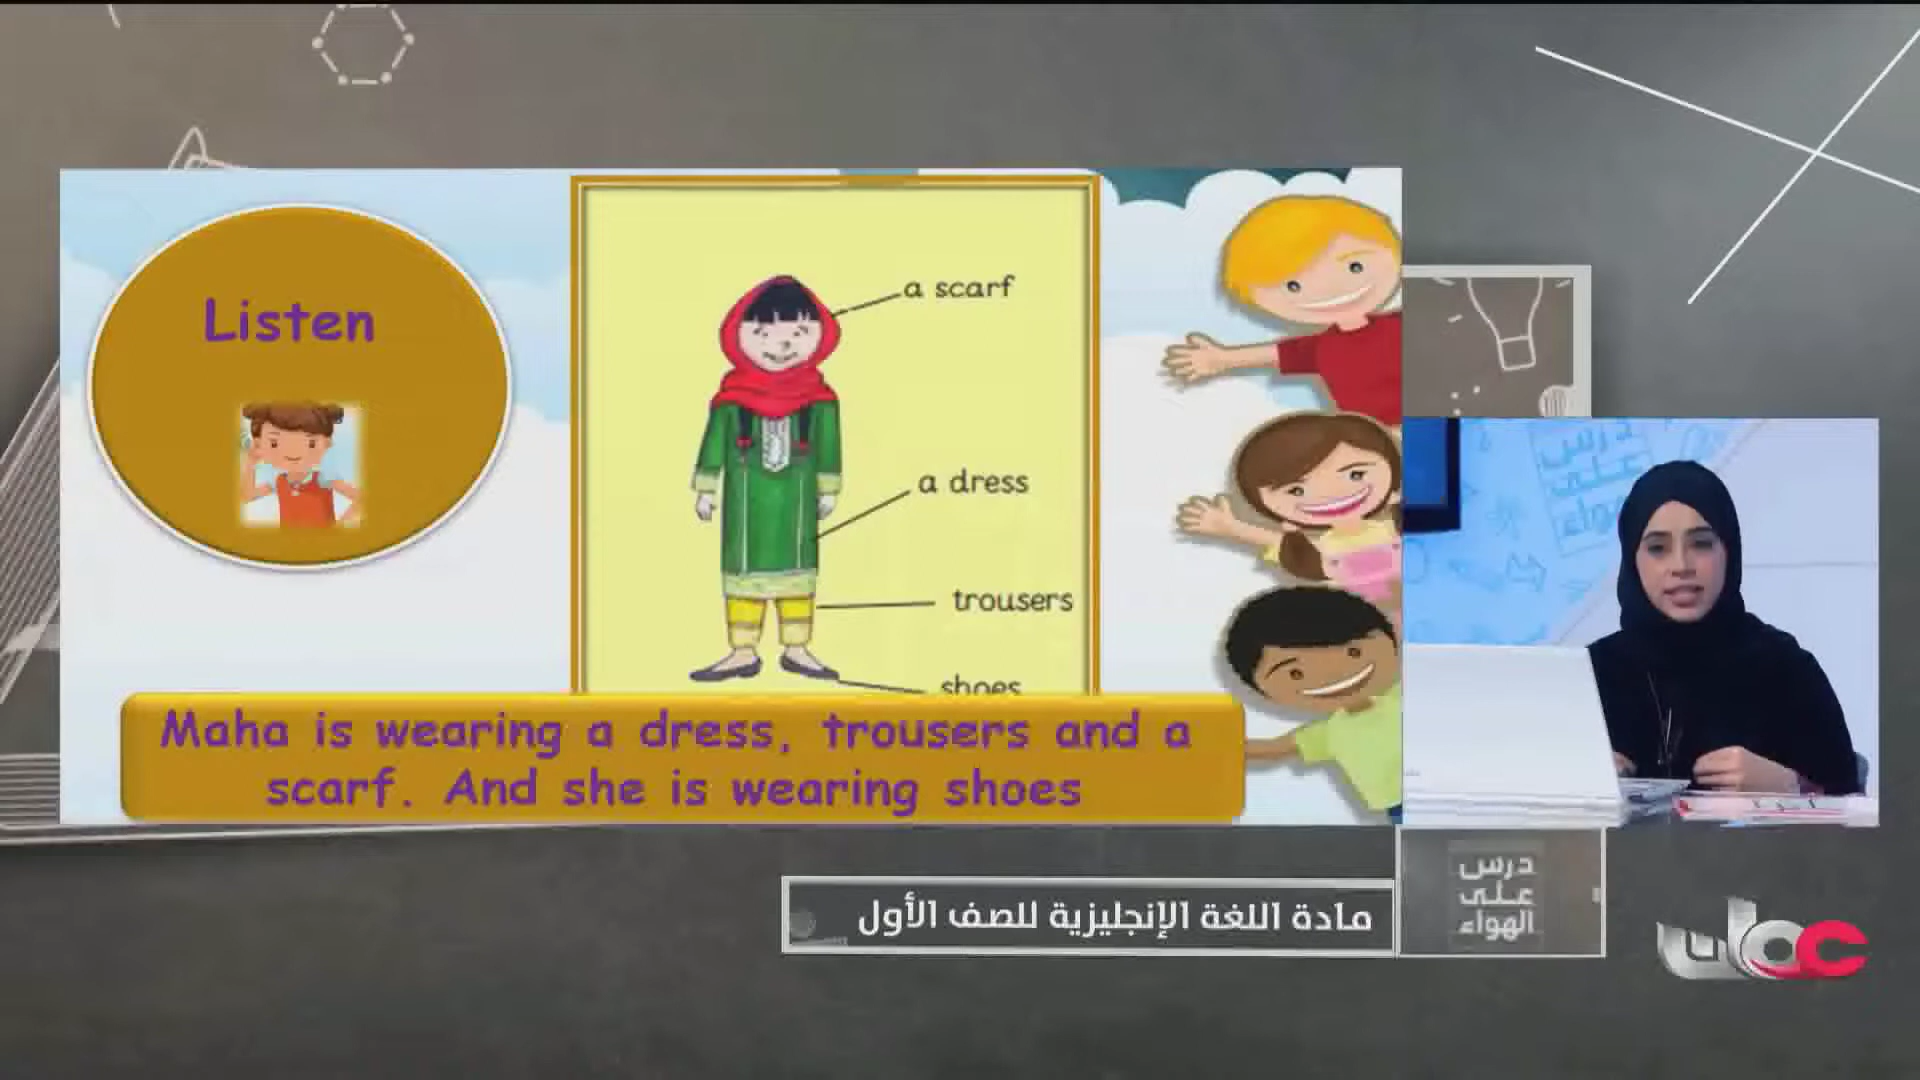 Listen
a scarf
a dress
trousers
shoes
Maha is wearing a dress, trousers and a
scarf. And she is wearing shoes
درس
على
الهواء
مادة اللغة الإنجليزية للصف الأول
درس
على
الهواء